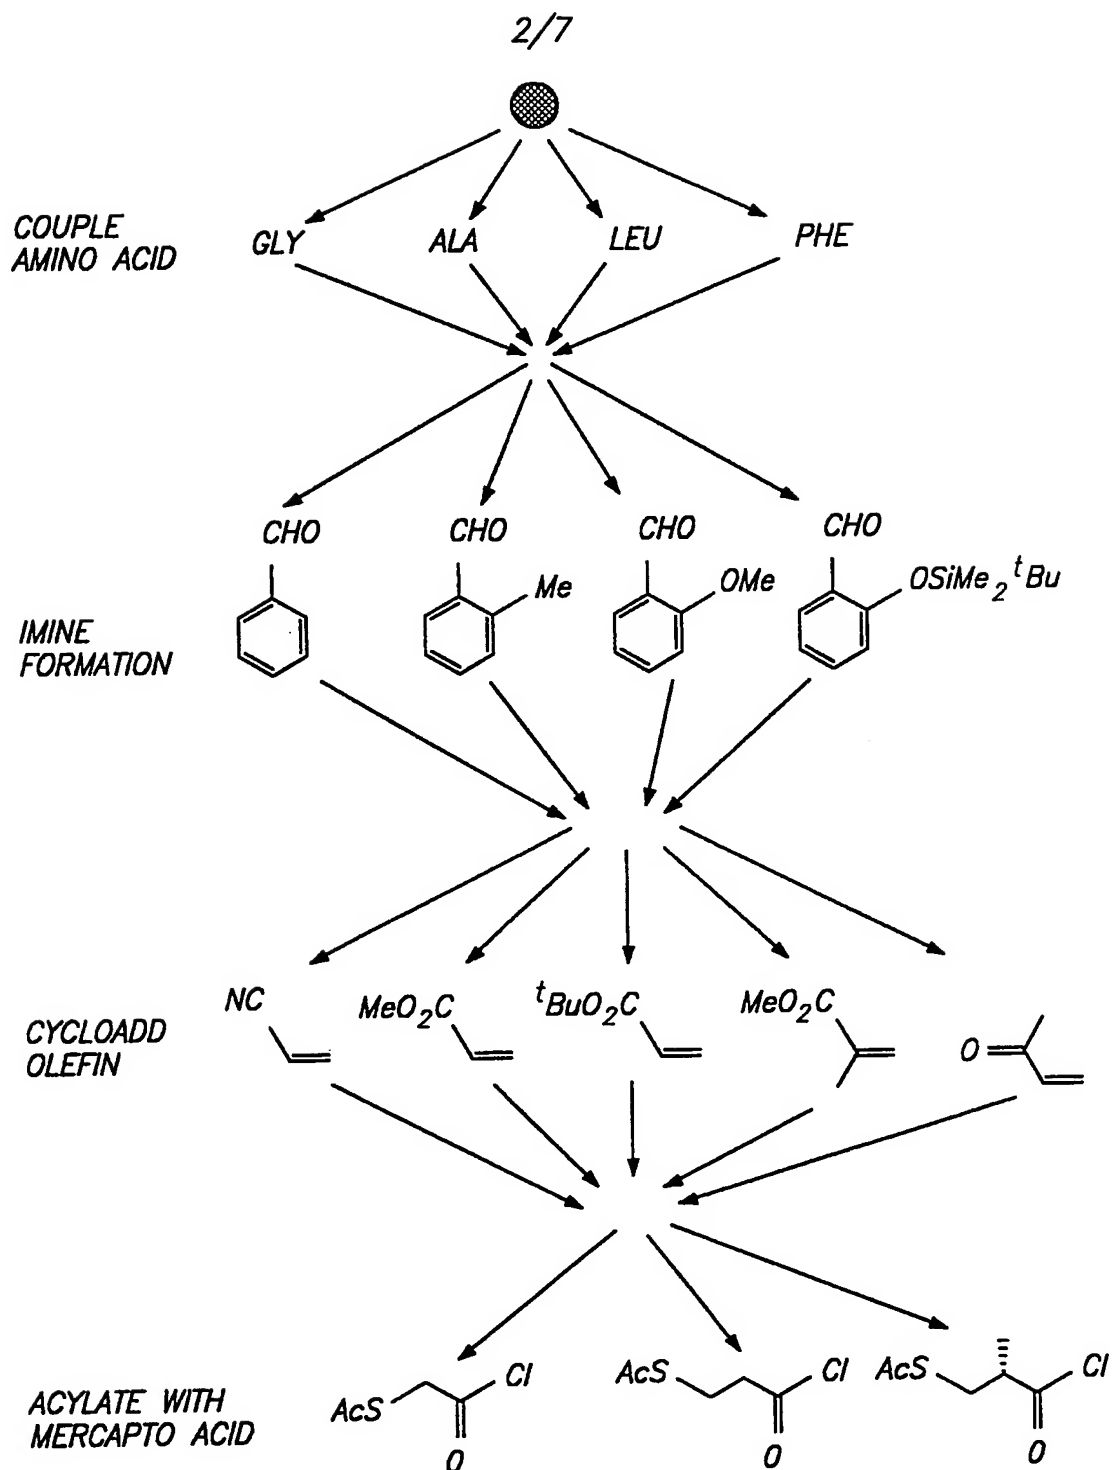 2/7
COUPLE
AMINO ACID
GLY
ALA
LEU
PHE
CHO
CHO
CHO
CHO
Me
OMe
OSiMe2tBu
IMINE
FORMATION
NC
MeO2C
tBuO2C
MeO2C
O
CYCLOADD
OLEFIN
AcS
Cl
O
AcS
Cl
O
AcS
Cl
O
ACYLATE WITH
MERCAPTO ACID